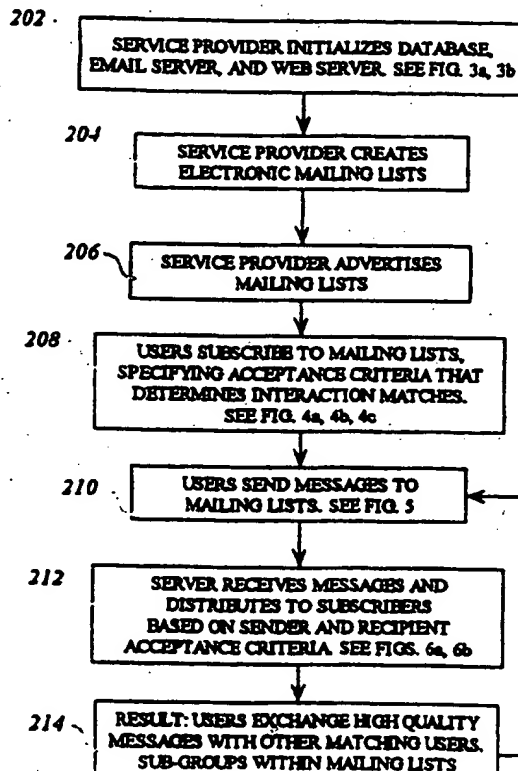 202
SERVICE PROVIDER INITIALIZES DATABASE,
EMAIL SERVER, AND WEB SERVER. SEE FIG. 3a, 3b
204
SERVICE PROVIDER CREATES
ELECTRONIC MAILING LISTS
206
SERVICE PROVIDER ADVERTISES
MAILING LISTS
208
USERS SUBSCRIBE TO MAILING LISTS,
SPECIFYING ACCEPTANCE CRITERIA THAT
DETERMINES INTERACTION MATCHES.
SEE FIG. 4a, 4b, 4c
210
USERS SEND MESSAGES TO
MAILING LISTS. SEE FIG. 5
212
SERVER RECEIVES MESSAGES AND
DISTRIBUTES TO SUBSCRIBERS
BASED ON SENDER AND RECIPIENT
ACCEPTANCE CRITERIA. SEE FIGS. 6a, 6b
214
RESULT: USERS EXCHANGE HIGH QUALITY
MESSAGES WITH OTHER MATCHING USERS,
SUB-GROUPS WITHIN MAILING LISTS